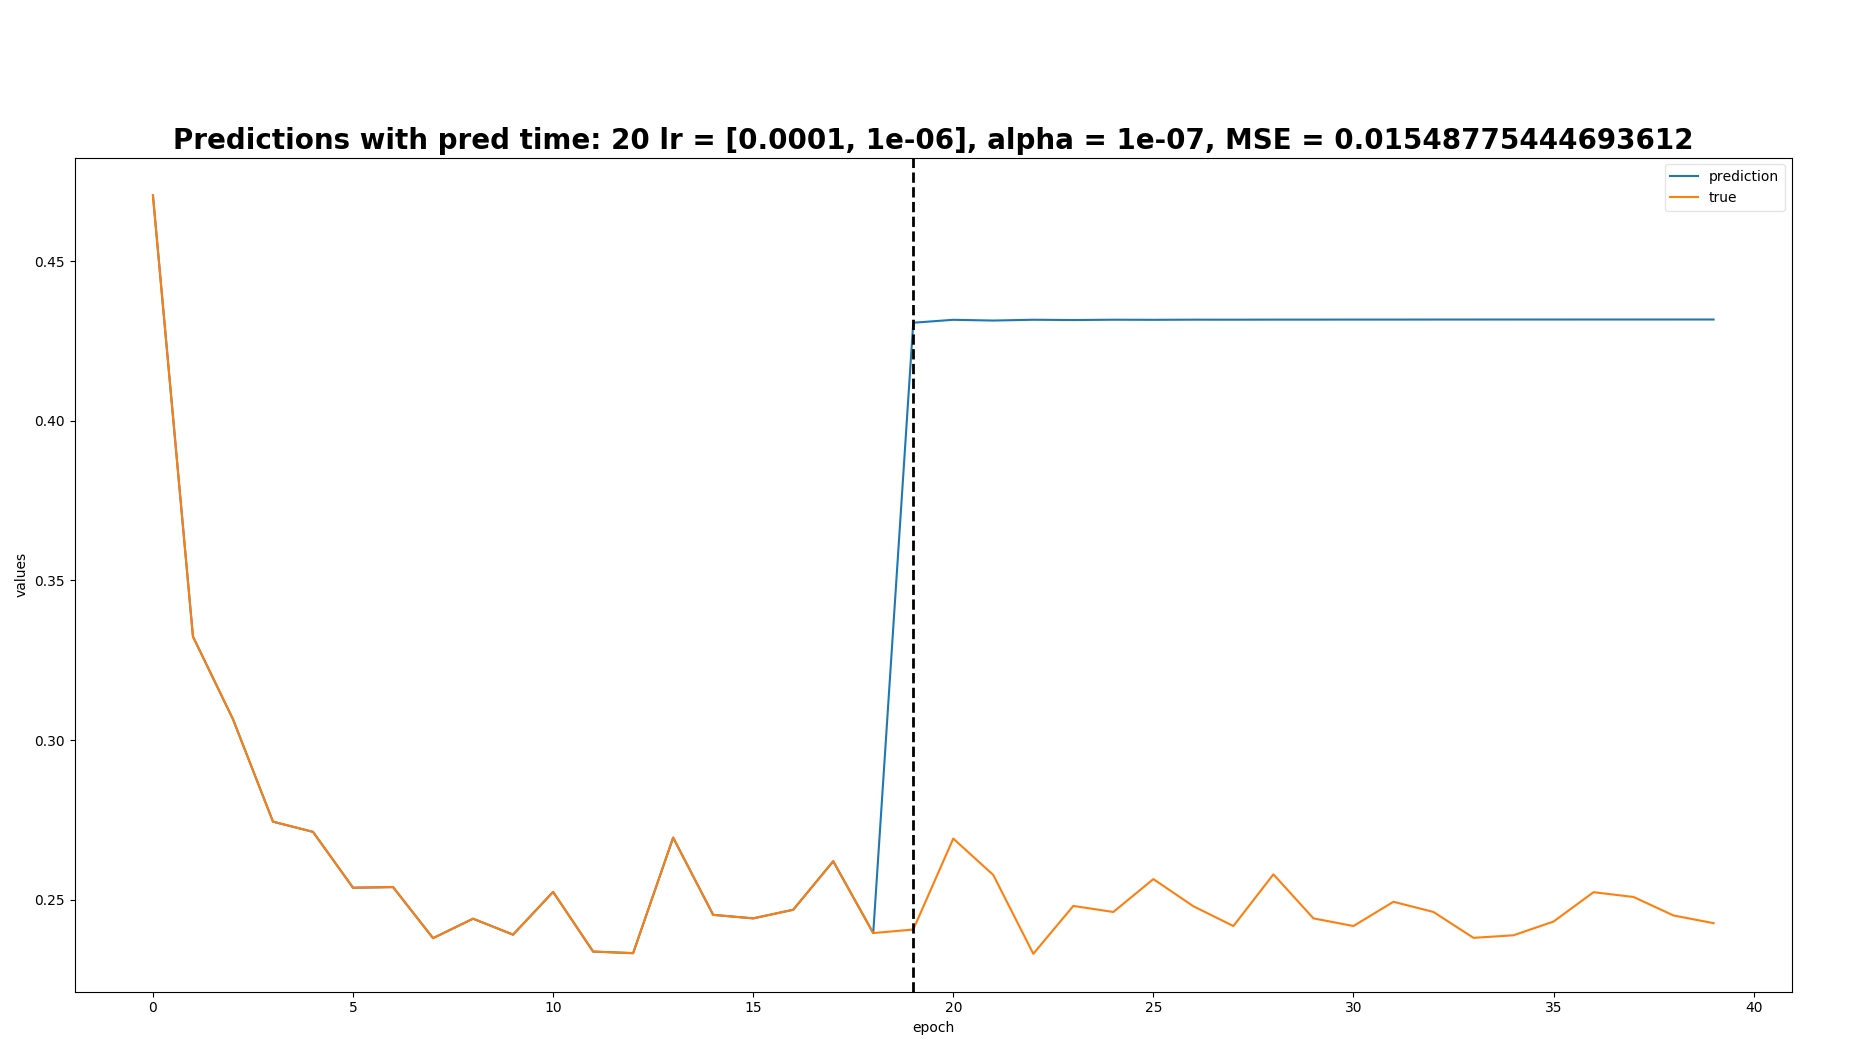 Predictions with pred time: 20 lr = [0.0001, 1e-06], alpha = 1e-07, MSE = 0.01548775444693612
prediction
true
0.45
0.40
0.35
0.30
0.25
values
0 5 10 15 20 25 30 35 40
epoch